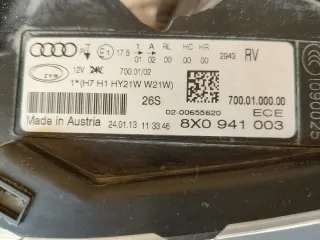 E1 17.5 T A RL HC HR 2943 RV
01 02 00 00 00
12V 700.01/02
1*(H7 H1 HY21W W21W)
26S 700.01.000.00
02-00655620 ECE
Made in Austria 24.01.13 11:33:46 8X0 941 003
CCC